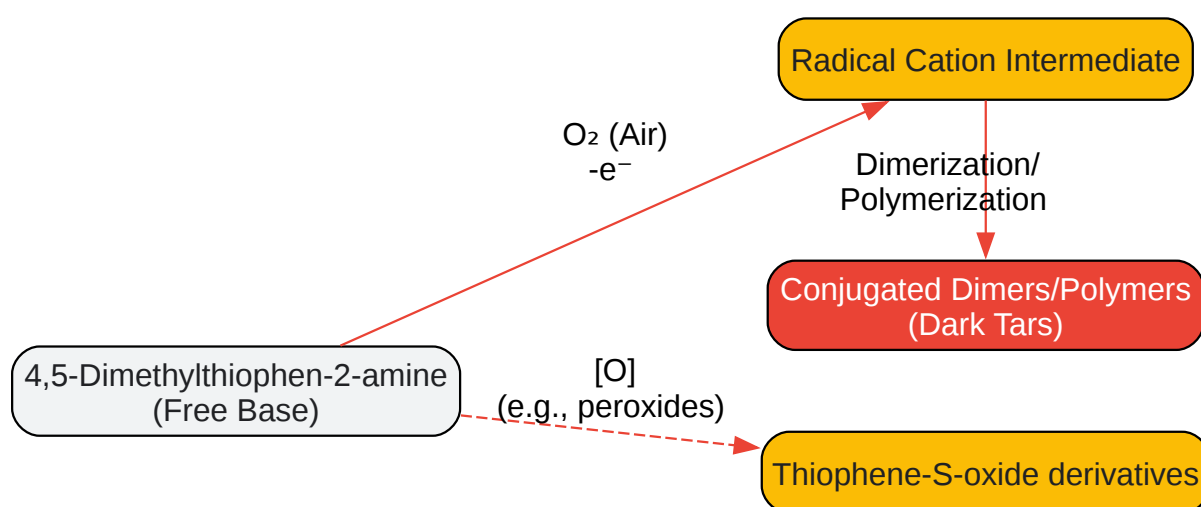 Radical Cation Intermediate
O₂ (Air)
-e⁻
Dimerization/
Polymerization
Conjugated Dimers/Polymers
(Dark Tars)
4,5-Dimethylthiophen-2-amine
(Free Base)
[O]
(e.g., peroxides)
Thiophene-S-oxide derivatives